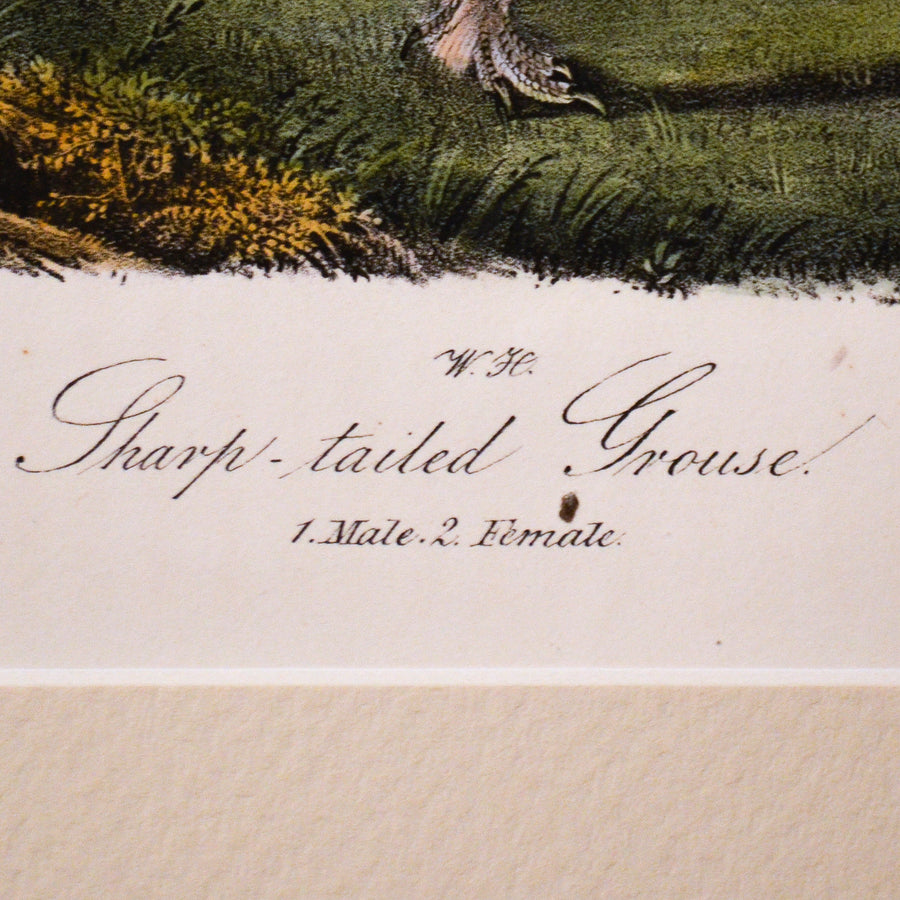 W. H.
Sharp-tailed Grouse.
1. Male. 2. Female.